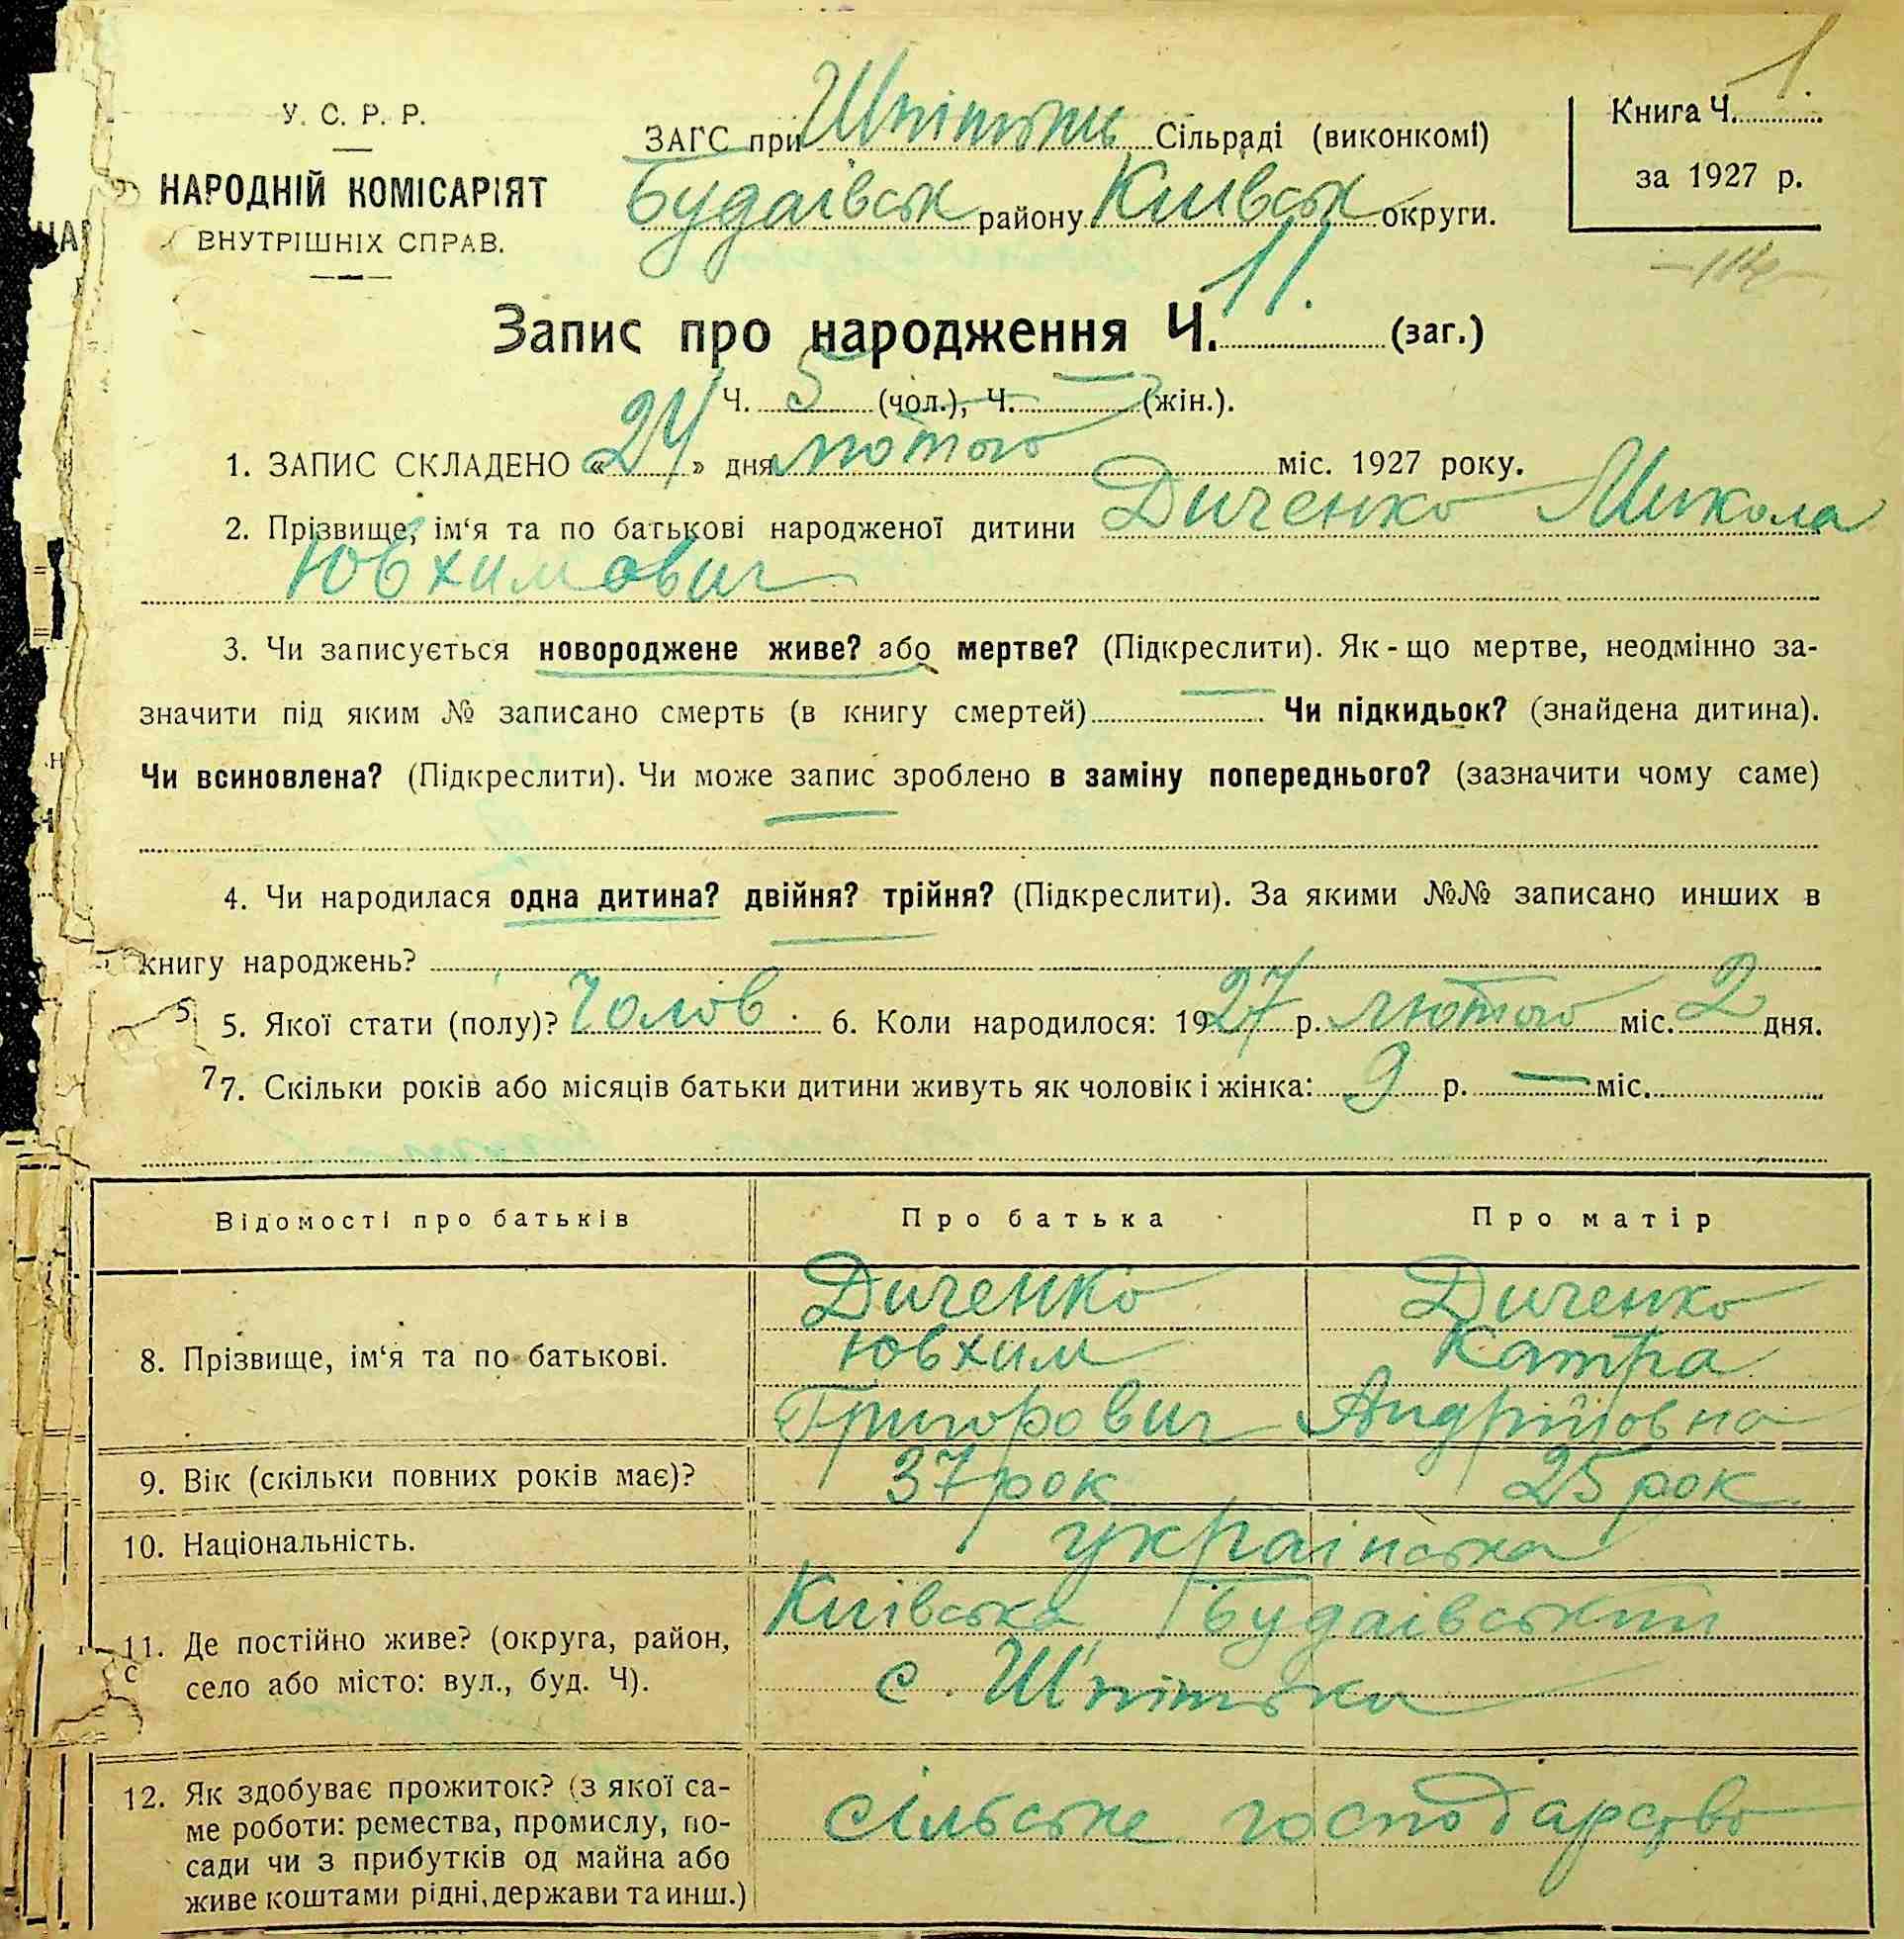 У. С. Р. Р.
НАРОДНІЙ КОМІСАРІЯТ
ВНУТРІШНІХ СПРАВ.
ЗАГС при Шпітьть Сільраді (виконкомі)
Будаівськ району Київськ округи.
Книга Ч. 1
за 1927 р.
Запис про народження Ч. 11. (заг.)
Ч. 5 (чол.), Ч. — (жін.).
1. ЗАПИС СКЛАДЕНО «24» дня лютого міс. 1927 року.
2. Прізвище, ім‘я та по батькові народженої дитини Диченко Микола
Ювхимович
3. Чи записується новороджене живе? або мертве? (Підкреслити). Як-що мертве, неодмінно за-
значити під яким № записано смерть (в книгу смертей) — Чи підкидьок? (знайдена дитина).
Чи всиновлена? (Підкреслити). Чи може запис зроблено в заміну попереднього? (зазначити чому саме)
4. Чи народилася одна дитина? двійня? трійня? (Підкреслити). За якими №№ записано инших в
книгу народжень?
5. Якої стати (полу)? Чолов. 6. Коли народилося: 1927 р. лютого міс. 2 дня.
7. Скільки років або місяців батьки дитини живуть як чоловік і жінка: 9 р. — міс.
Відомості про батьків Про батька Про матір
8. Прізвище, ім‘я та по батькові.
Диченко Диченко
Ювхим Катра
Григорович Андріївна
9. Вік (скільки повних років має)? 37 рок 25 рок
10. Національність. українська
11. Де постійно живе? (округа, район,
село або місто: вул., буд. Ч).
Київська Будаівський
с. Шпітька
12. Як здобуває прожиток? (з якої са-
ме роботи: ремества, промислу, по-
сади чи з прибутків од майна або
живе коштами рідні, держави та инш.)
сільське господарство